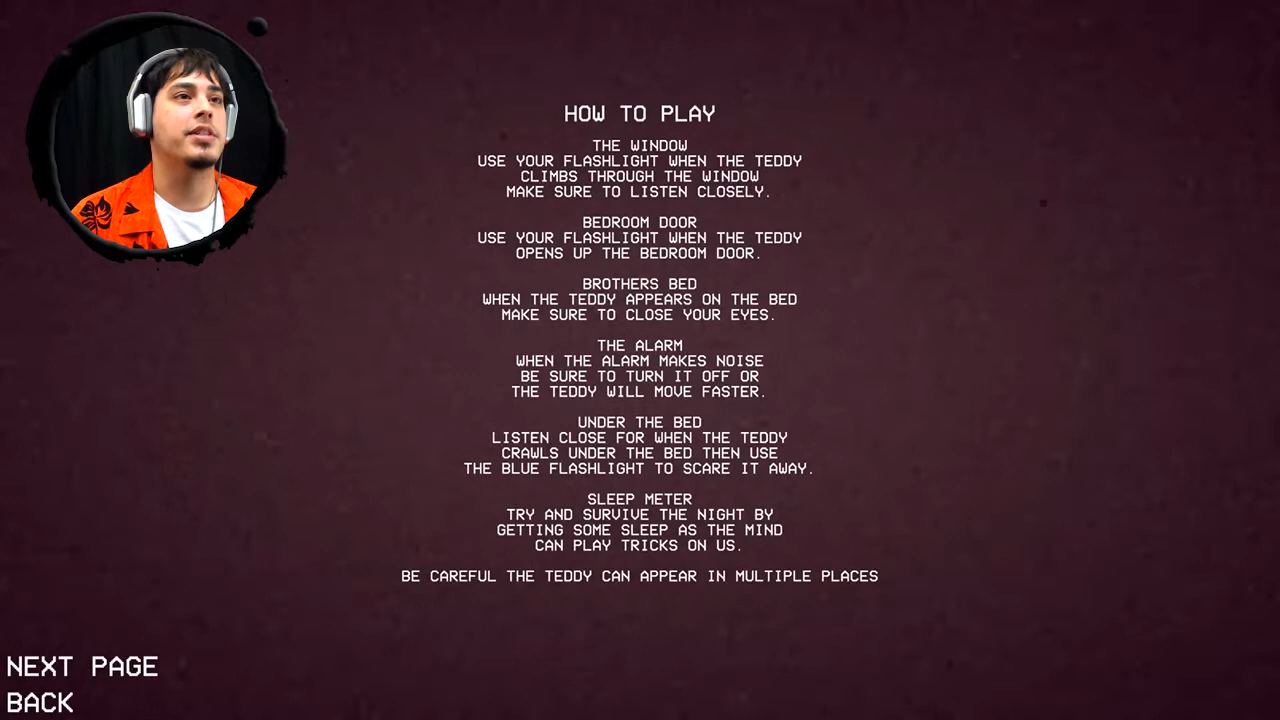 HOW TO PLAY
THE WINDOW
USE YOUR FLASHLIGHT WHEN THE TEDDY
CLIMBS THROUGH THE WINDOW
MAKE SURE TO LISTEN CLOSELY.
BEDROOM DOOR
USE YOUR FLASHLIGHT WHEN THE TEDDY
OPENS UP THE BEDROOM DOOR.
BROTHERS BED
WHEN THE TEDDY APPEARS ON THE BED
MAKE SURE TO CLOSE YOUR EYES.
THE ALARM
WHEN THE ALARM MAKES NOISE
BE SURE TO TURN IT OFF OR
THE TEDDY WILL MOVE FASTER.
UNDER THE BED
LISTEN CLOSE FOR WHEN THE TEDDY
CRAWLS UNDER THE BED THEN USE
THE BLUE FLASHLIGHT TO SCARE IT AWAY.
SLEEP METER
TRY AND SURVIVE THE NIGHT BY
GETTING SOME SLEEP AS THE MIND
CAN PLAY TRICKS ON US.
BE CAREFUL THE TEDDY CAN APPEAR IN MULTIPLE PLACES
NEXT PAGE
BACK